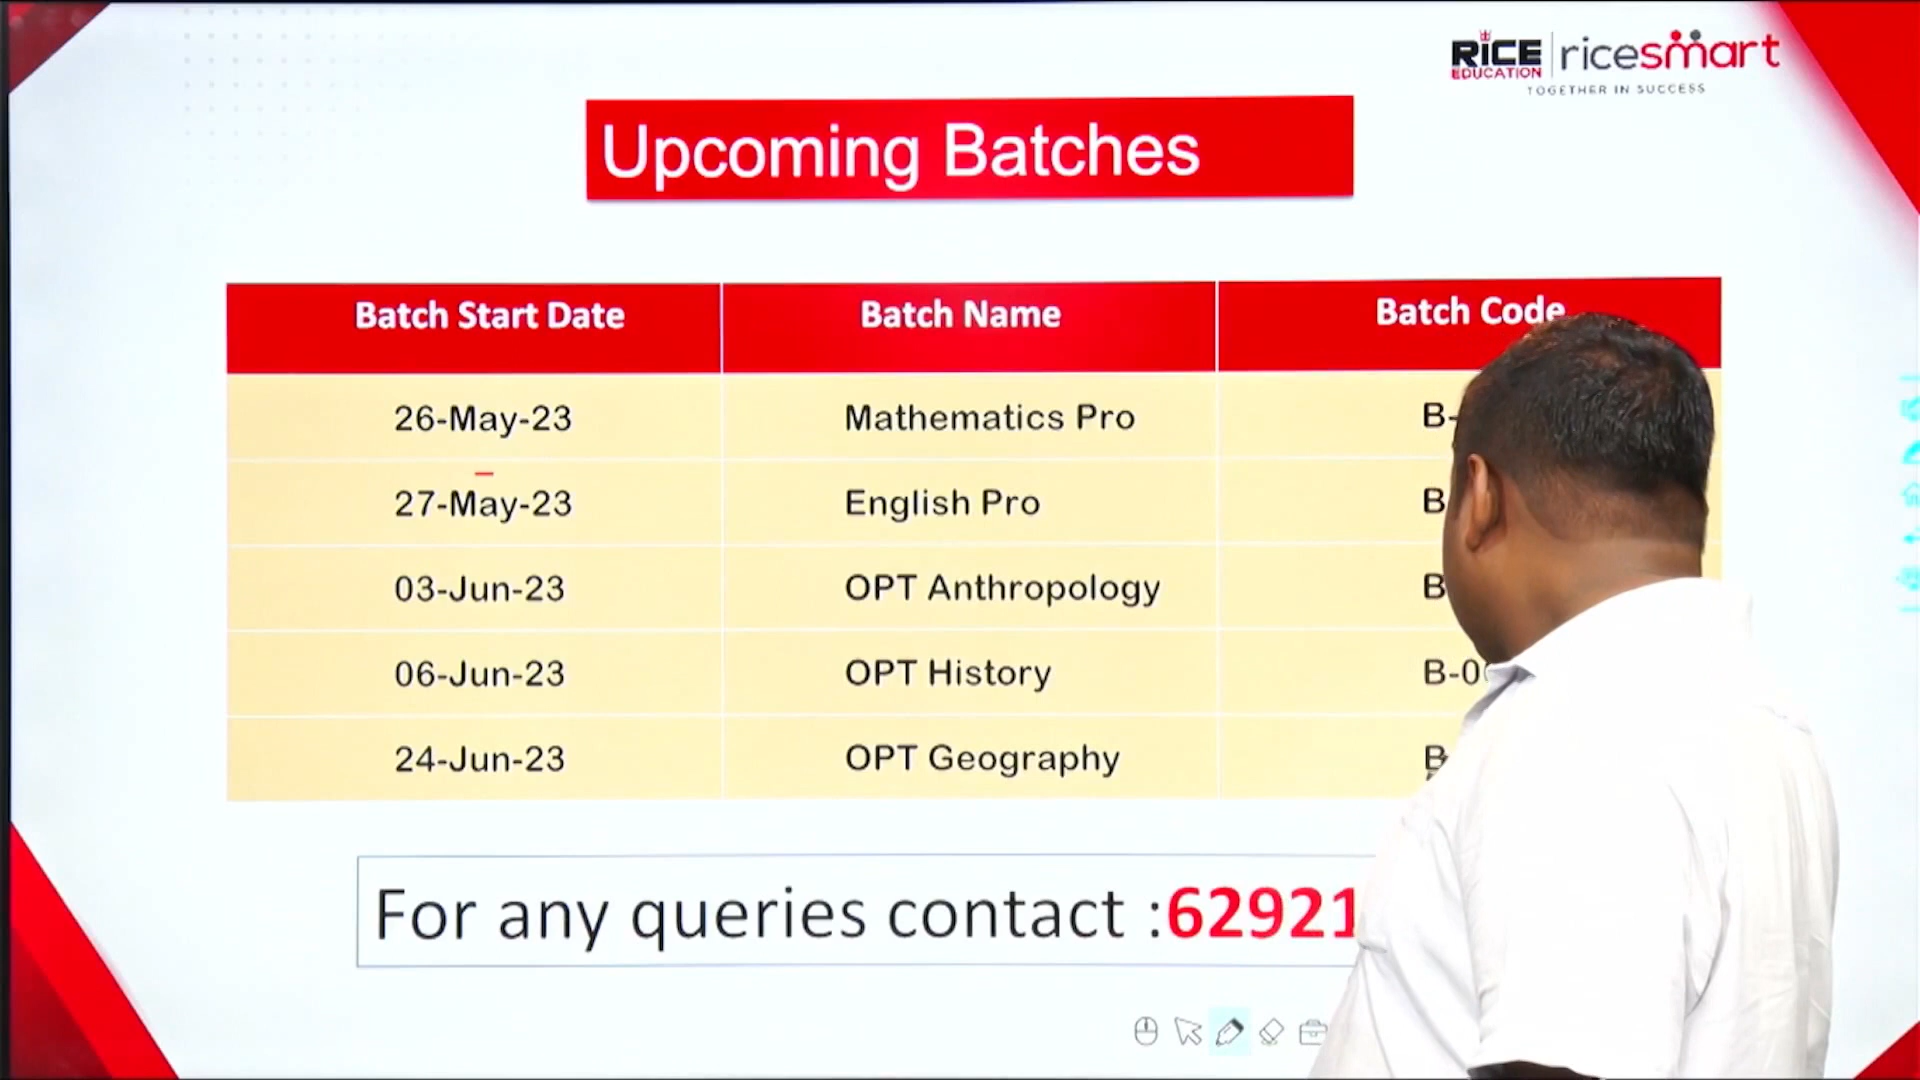 RICE EDUCATION ricesmart
TOGETHER IN SUCCESS
Upcoming Batches
Batch Start Date Batch Name Batch Code
26-May-23 Mathematics Pro B-
27-May-23 English Pro B
03-Jun-23 OPT Anthropology B
06-Jun-23 OPT History B-0
24-Jun-23 OPT Geography B
For any queries contact :62921